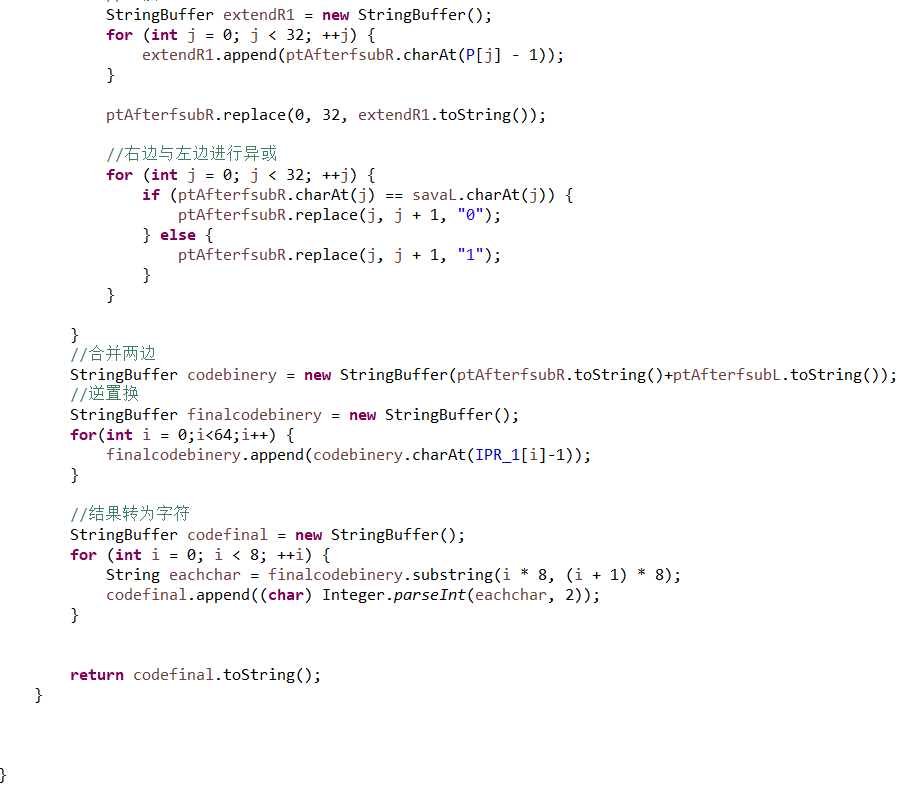 StringBuffer extendR1 = new StringBuffer();
for (int j = 0; j < 32; ++j) {
extendR1.append(ptAfterfsubR.charAt(P[j] - 1));
}
ptAfterfsubR.replace(0, 32, extendR1.toString());
//右边与左边进行异或
for (int j = 0; j < 32; ++j) {
if (ptAfterfsubR.charAt(j) == savaL.charAt(j)) {
ptAfterfsubR.replace(j, j + 1, "0");
} else {
ptAfterfsubR.replace(j, j + 1, "1");
}
}
}
//合并两边
StringBuffer codebinery = new StringBuffer(ptAfterfsubR.toString()+ptAfterfsubL.toString());
//逆置换
StringBuffer finalcodebinery = new StringBuffer();
for(int i = 0;i<64;i++) {
finalcodebinery.append(codebinery.charAt(IPR_1[i]-1));
}
//结果转为字符
StringBuffer codefinal = new StringBuffer();
for (int i = 0; i < 8; ++i) {
String eachchar = finalcodebinery.substring(i * 8, (i + 1) * 8);
codefinal.append((char) Integer.parseInt(eachchar, 2));
}
return codefinal.toString();
}
}